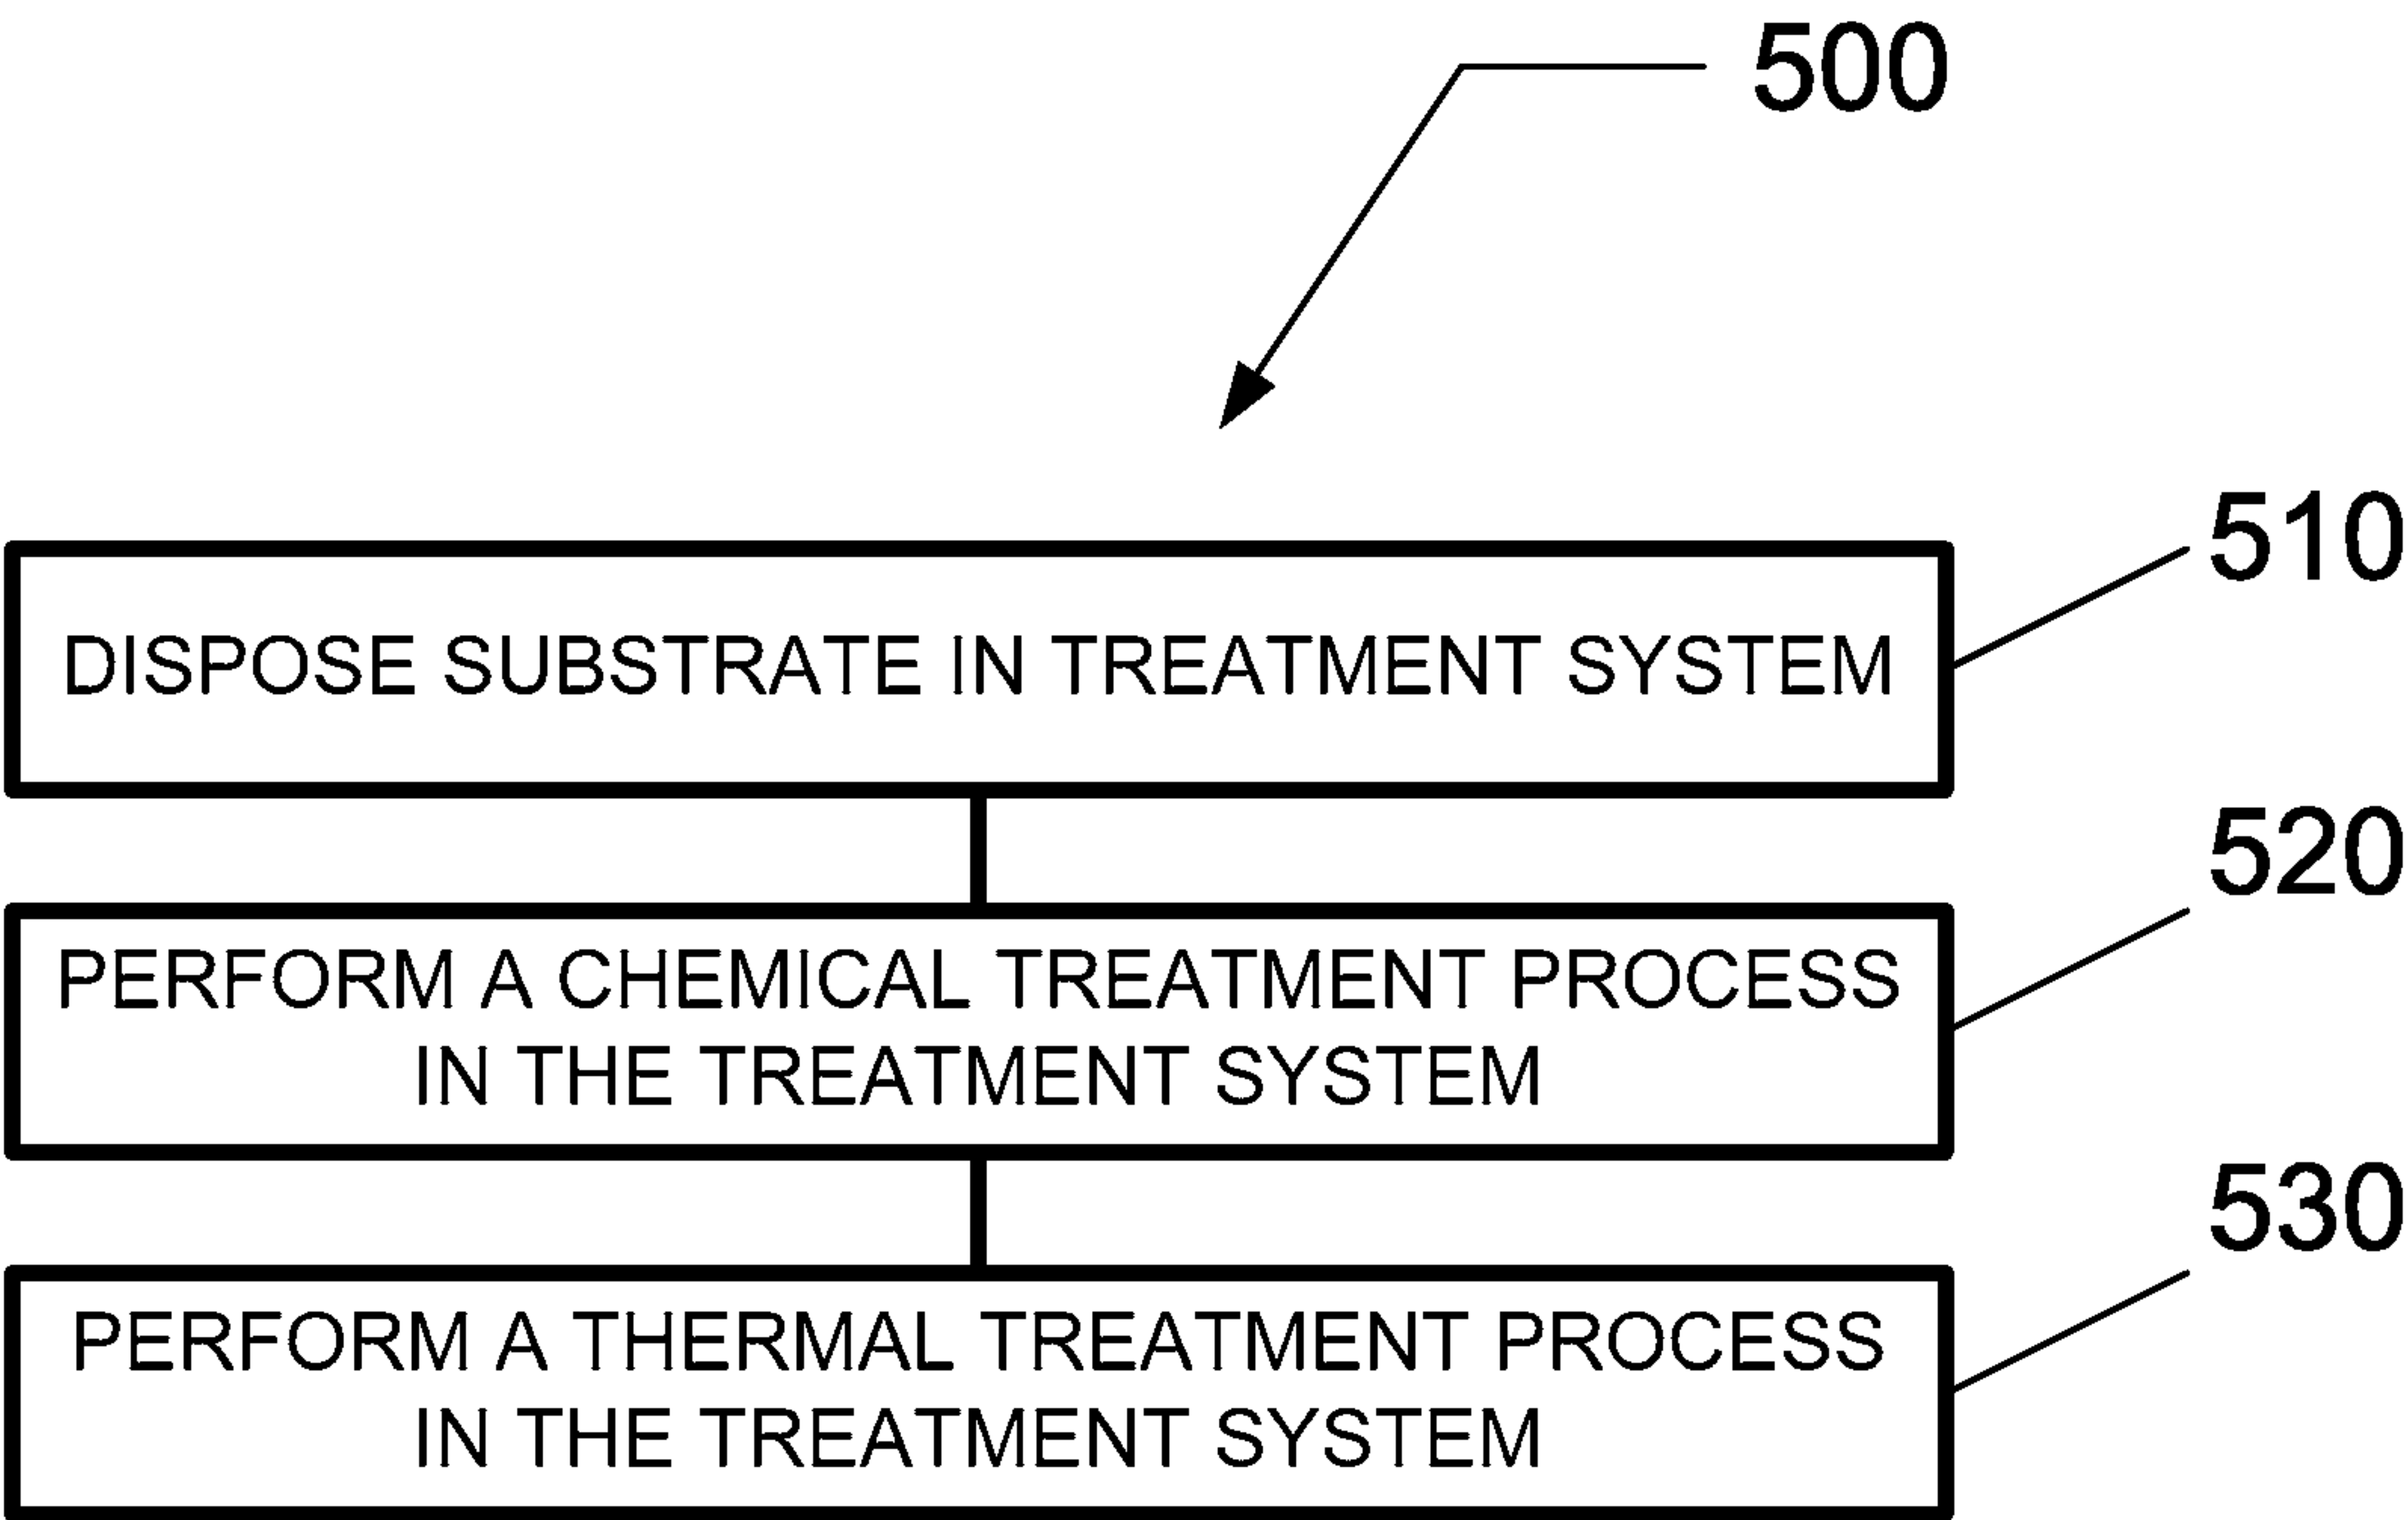 500
510
DISPOSE SUBSTRATE IN TREATMENT SYSTEM
520
PERFORM A CHEMICAL TREATMENT PROCESS
IN THE TREATMENT SYSTEM
530
PERFORM A THERMAL TREATMENT PROCESS
IN THE TREATMENT SYSTEM